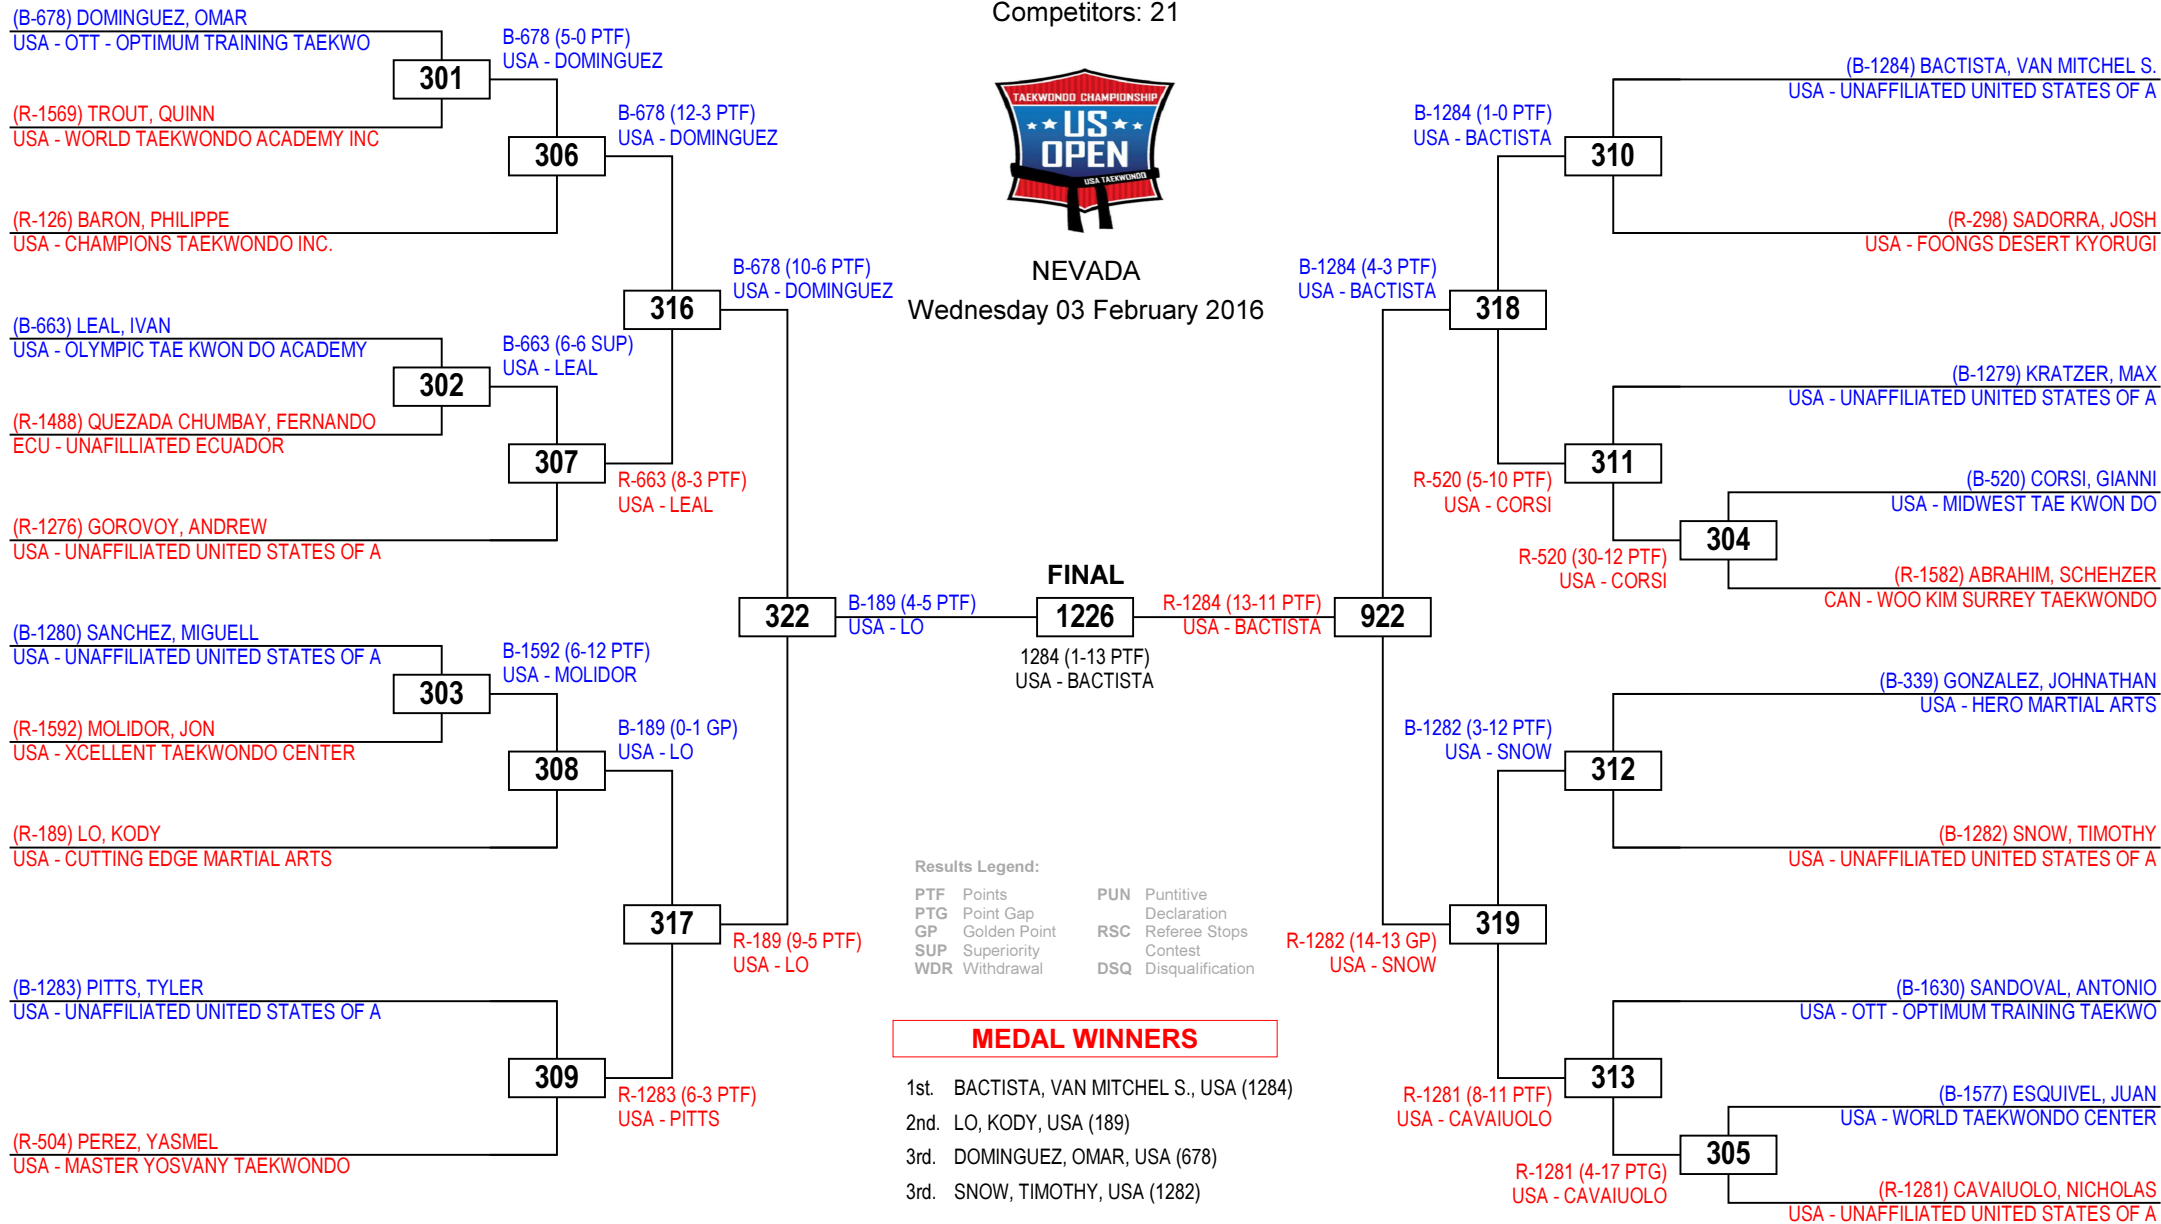 Competitors: 21
TAEKWONDO CHAMPIONSHIP
US
OPEN
USA TAEKWONDO
NEVADA
Wednesday 03 February 2016
(B-678) DOMINGUEZ, OMAR
USA - OTT - OPTIMUM TRAINING TAEKWO
301
(R-1569) TROUT, QUINN
USA - WORLD TAEKWONDO ACADEMY INC
B-678 (5-0 PTF)
USA - DOMINGUEZ
306
(R-126) BARON, PHILIPPE
USA - CHAMPIONS TAEKWONDO INC.
B-678 (12-3 PTF)
USA - DOMINGUEZ
316
B-678 (10-6 PTF)
USA - DOMINGUEZ
(B-663) LEAL, IVAN
USA - OLYMPIC TAE KWON DO ACADEMY
302
(R-1488) QUEZADA CHUMBAY, FERNANDO
ECU - UNAFILLIATED ECUADOR
B-663 (6-6 SUP)
USA - LEAL
307
R-663 (8-3 PTF)
USA - LEAL
(R-1276) GOROVOY, ANDREW
USA - UNAFFILIATED UNITED STATES OF A
322
B-189 (4-5 PTF)
USA - LO
(B-1280) SANCHEZ, MIGUELL
USA - UNAFFILIATED UNITED STATES OF A
303
(R-1592) MOLIDOR, JON
USA - XCELLENT TAEKWONDO CENTER
B-1592 (6-12 PTF)
USA - MOLIDOR
308
B-189 (0-1 GP)
USA - LO
(R-189) LO, KODY
USA - CUTTING EDGE MARTIAL ARTS
317
R-189 (9-5 PTF)
USA - LO
(B-1283) PITTS, TYLER
USA - UNAFFILIATED UNITED STATES OF A
309
R-1283 (6-3 PTF)
USA - PITTS
(R-504) PEREZ, YASMEL
USA - MASTER YOSVANY TAEKWONDO
FINAL
1226
1284 (1-13 PTF)
USA - BACTISTA
R-1284 (13-11 PTF)
USA - BACTISTA
922
(B-1284) BACTISTA, VAN MITCHEL S.
USA - UNAFFILIATED UNITED STATES OF A
B-1284 (1-0 PTF)
USA - BACTISTA
310
(R-298) SADORRA, JOSH
USA - FOONGS DESERT KYORUGI
B-1284 (4-3 PTF)
USA - BACTISTA
318
(B-1279) KRATZER, MAX
USA - UNAFFILIATED UNITED STATES OF A
311
R-520 (5-10 PTF)
USA - CORSI
(B-520) CORSI, GIANNI
USA - MIDWEST TAE KWON DO
304
R-520 (30-12 PTF)
USA - CORSI
(R-1582) ABRAHIM, SCHEHZER
CAN - WOO KIM SURREY TAEKWONDO
(B-339) GONZALEZ, JOHNATHAN
USA - HERO MARTIAL ARTS
B-1282 (3-12 PTF)
USA - SNOW
312
(B-1282) SNOW, TIMOTHY
USA - UNAFFILIATED UNITED STATES OF A
319
R-1282 (14-13 GP)
USA - SNOW
(B-1630) SANDOVAL, ANTONIO
USA - OTT - OPTIMUM TRAINING TAEKWO
313
R-1281 (8-11 PTF)
USA - CAVAIUOLO
(B-1577) ESQUIVEL, JUAN
USA - WORLD TAEKWONDO CENTER
305
R-1281 (4-17 PTG)
USA - CAVAIUOLO
(R-1281) CAVAIUOLO, NICHOLAS
USA - UNAFFILIATED UNITED STATES OF A
Results Legend:
PTF Points
PTG Point Gap
GP Golden Point
SUP Superiority
WDR Withdrawal
PUN Puntitive
Declaration
RSC Referee Stops
Contest
DSQ Disqualification
MEDAL WINNERS
1st. BACTISTA, VAN MITCHEL S., USA (1284)
2nd. LO, KODY, USA (189)
3rd. DOMINGUEZ, OMAR, USA (678)
3rd. SNOW, TIMOTHY, USA (1282)